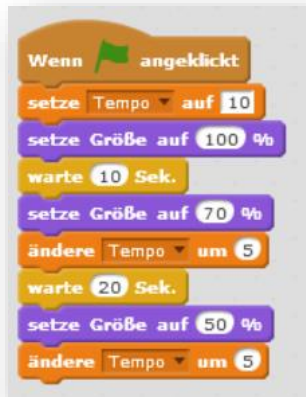 Wenn angeklickt
setze Tempo auf 10
setze Größe auf 100 %
warte 10 Sek.
setze Größe auf 70 %
ändere Tempo um 5
warte 20 Sek.
setze Größe auf 50 %
ändere Tempo um 5